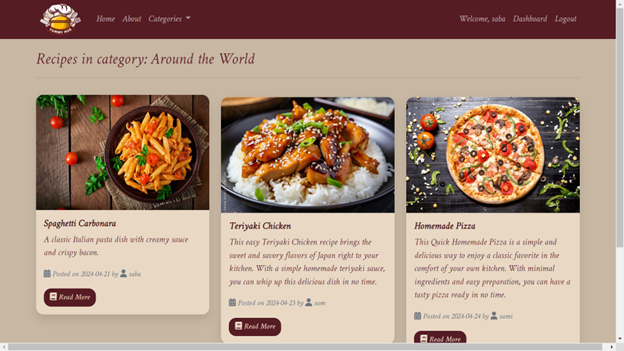 YUMMY HUB
Home About Categories
Welcome, saba Dashboard Logout
Recipes in category: Around the World
Spaghetti Carbonara
A classic Italian pasta dish with creamy sauce
and crispy bacon.
Posted on 2024-04-21 by saba
Read More
Teriyaki Chicken
This easy Teriyaki Chicken recipe brings the
sweet and savory flavors of Japan right to your
kitchen. With a simple homemade teriyaki sauce,
you can whip up this delicious dish in no time.
Posted on 2024-04-23 by sam
Read More
Homemade Pizza
This Quick Homemade Pizza is a simple and
delicious way to enjoy a classic favorite in the
comfort of your own kitchen. With minimal
ingredients and easy preparation, you can have a
tasty pizza ready in no time.
Posted on 2024-04-24 by sami
Read More